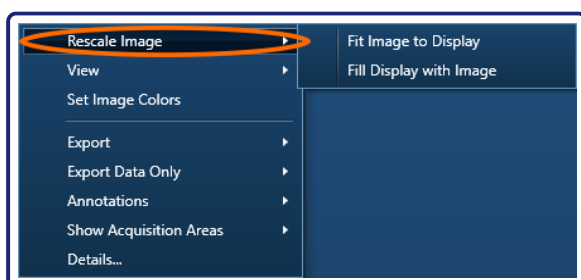 Rescale Image
View
Set Image Colors
Export
Export Data Only
Annotations
Show Acquisition Areas
Details...
Fit Image to Display
Fill Display with Image